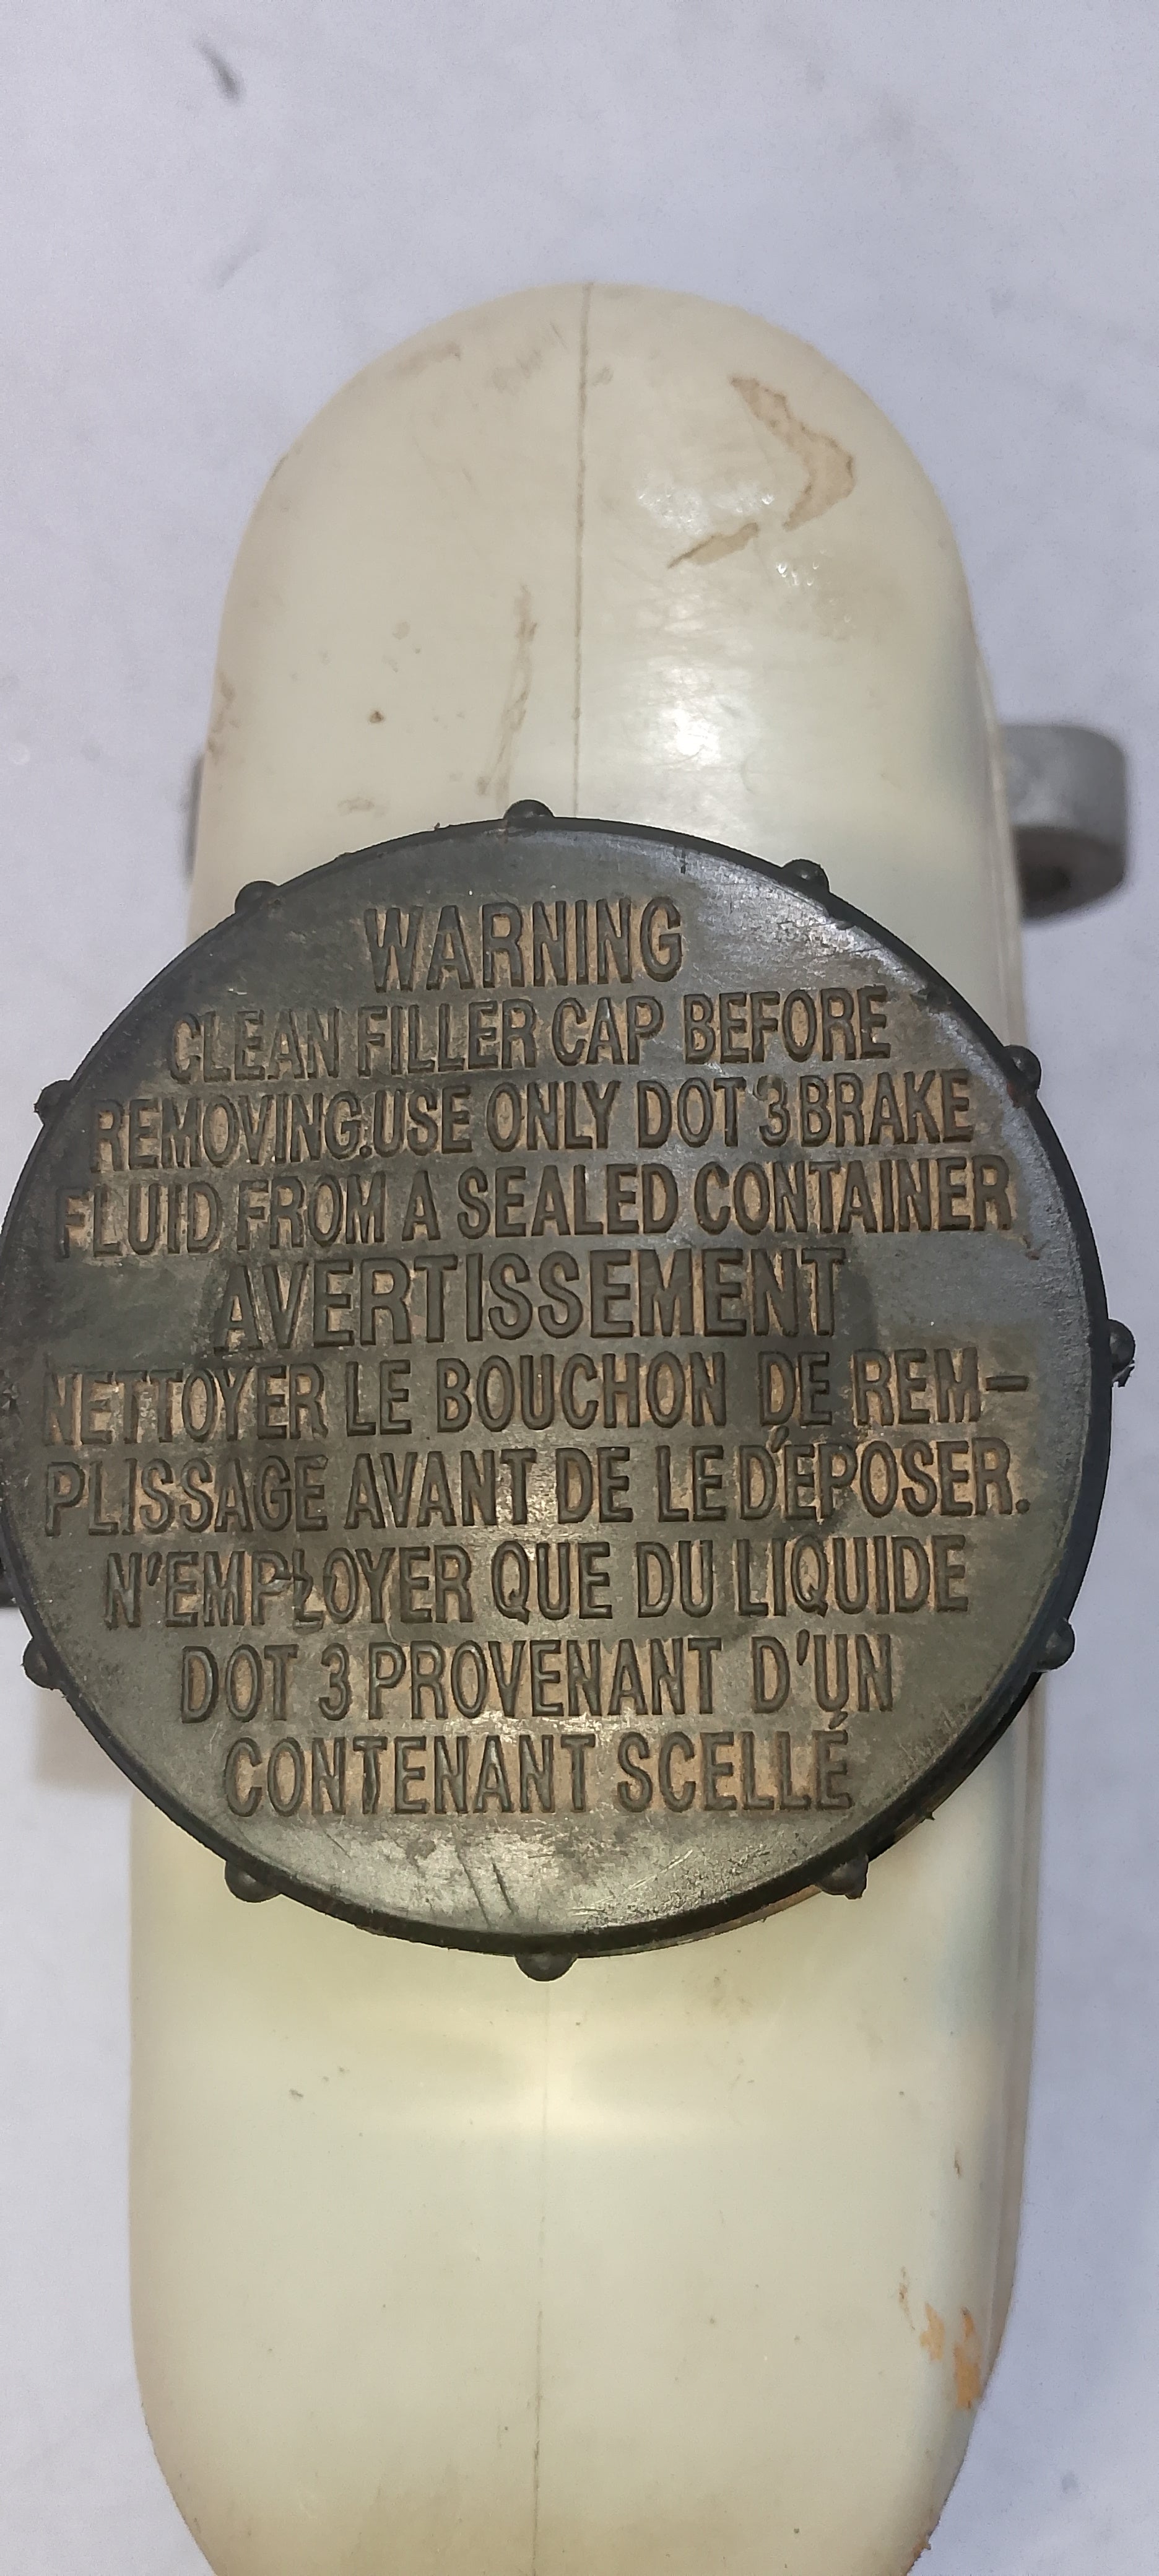 WARNING
CLEAN FILLER CAP BEFORE
REMOVING.USE ONLY DOT 3 BRAKE
FLUID FROM A SEALED CONTAINER
AVERTISSEMENT
NETTOYER LE BOUCHON DE REM-
PLISSAGE AVANT DE LE DÉPOSER.
N'EMPLOYER QUE DU LIQUIDE
DOT 3 PROVENANT D'UN
CONTENANT SCELLÉ